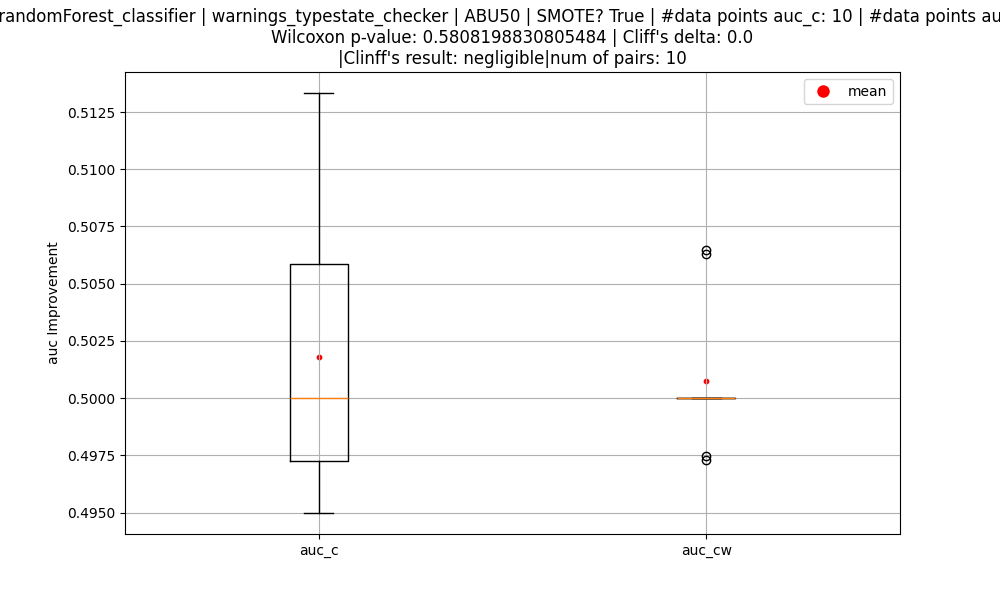 randomForest_classifier | warnings_typestate_checker | ABU50 | SMOTE? True | #data points auc_c: 10 | #data points au
Wilcoxon p-value: 0.5808198830805484 | Cliff's delta: 0.0
|Clinff's result: negligible|num of pairs: 10
mean
0.5125
0.5100
0.5075
0.5050
0.5025
0.5000
0.4975
0.4950
auc Improvement
auc_c
auc_cw